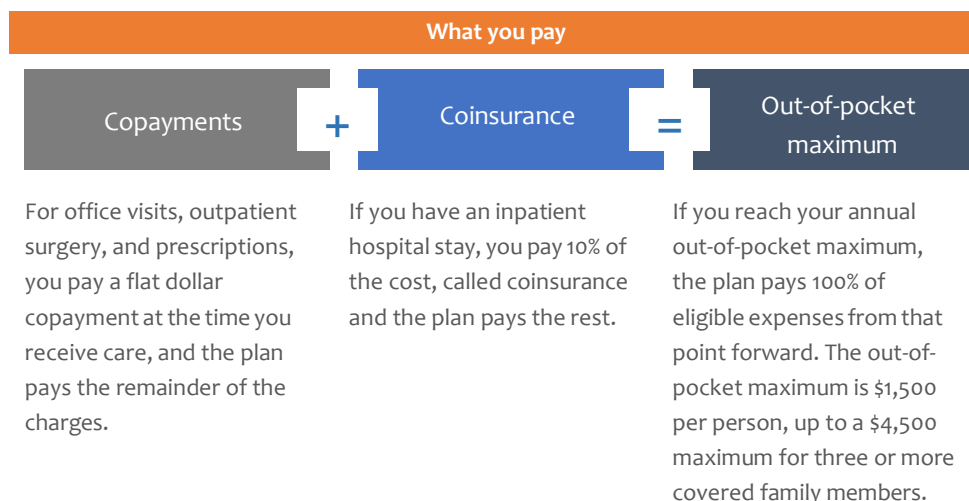 What you pay
Copayments
+
Coinsurance
=
Out-of-pocket
maximum
For office visits, outpatient
surgery, and prescriptions,
you pay a flat dollar
copayment at the time you
receive care, and the plan
pays the remainder of the
charges.
If you have an inpatient
hospital stay, you pay 10% of
the cost, called coinsurance
and the plan pays the rest.
If you reach your annual
out-of-pocket maximum,
the plan pays 100% of
eligible expenses from that
point forward. The out-of-
pocket maximum is $1,500
per person, up to a $4,500
maximum for three or more
covered family members.